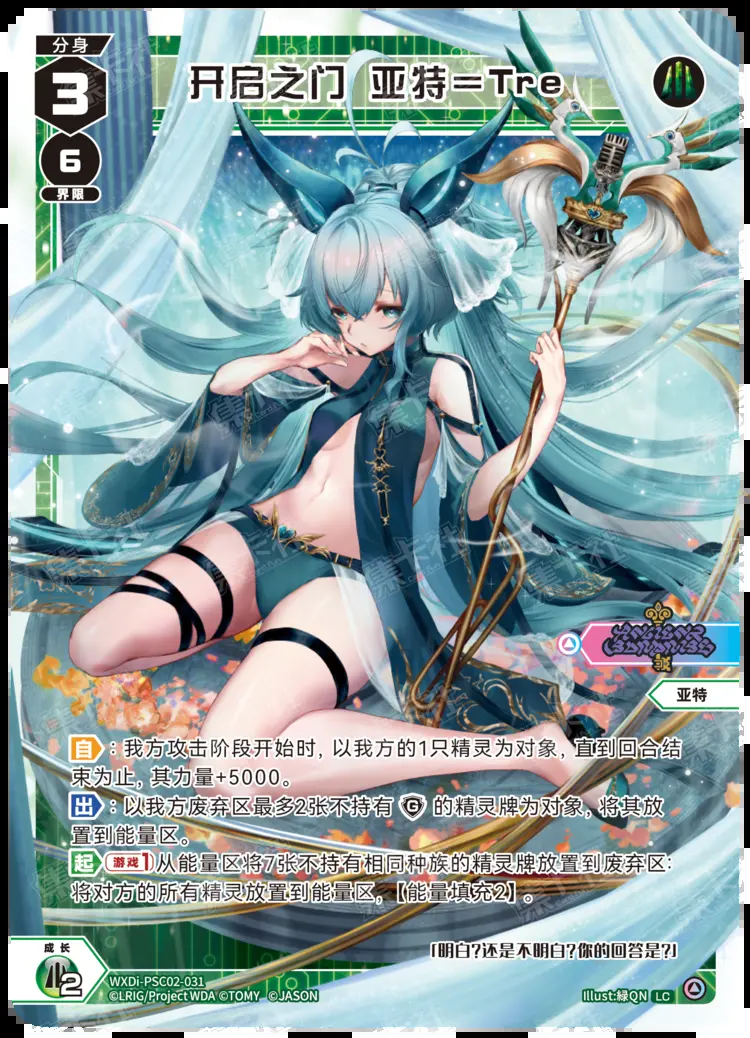 分身
3
开启之门 亚特＝Tre
6
界限
亚特
自：我方攻击阶段开始时，以我方的1只精灵为对象，直到回合结
束为止，其力量+5000。
出：以我方废弃区最多2张不持有 G 的精灵牌为对象，将其放
置到能量区。
起 游戏1 从能量区将7张不持有相同种族的精灵牌放置到废弃区：
将对方的所有精灵放置到能量区，【能量填充2】。
「明白?还是不明白?你的回答是?」
成长
2
WXDi-PSC02-031
©LRIG/Project WDA ©TOMY ©JASON
Illust:緑QN LC
集卡社